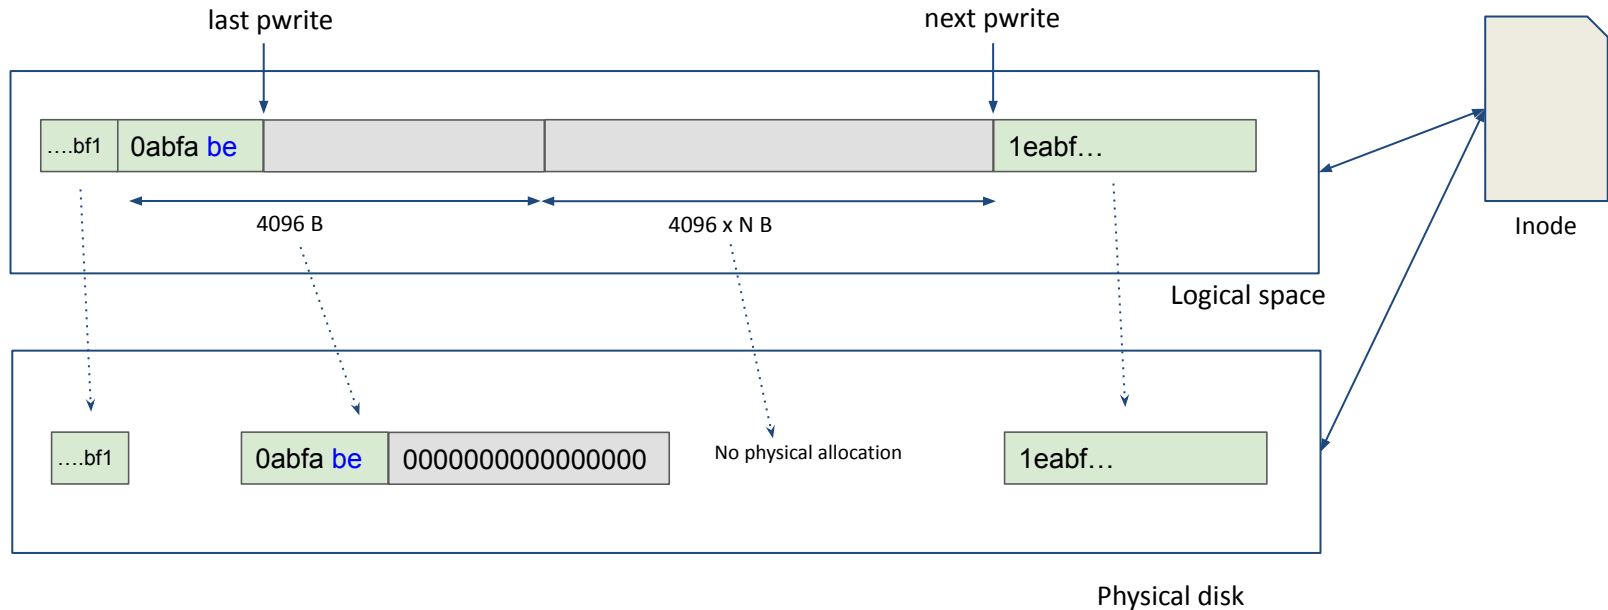 last pwrite
next pwrite
....bf1
0abfa be
1eabf...
4096 B
4096 x N B
Inode
Logical space
....bf1
0abfa be
0000000000000000
No physical allocation
1eabf...
Physical disk